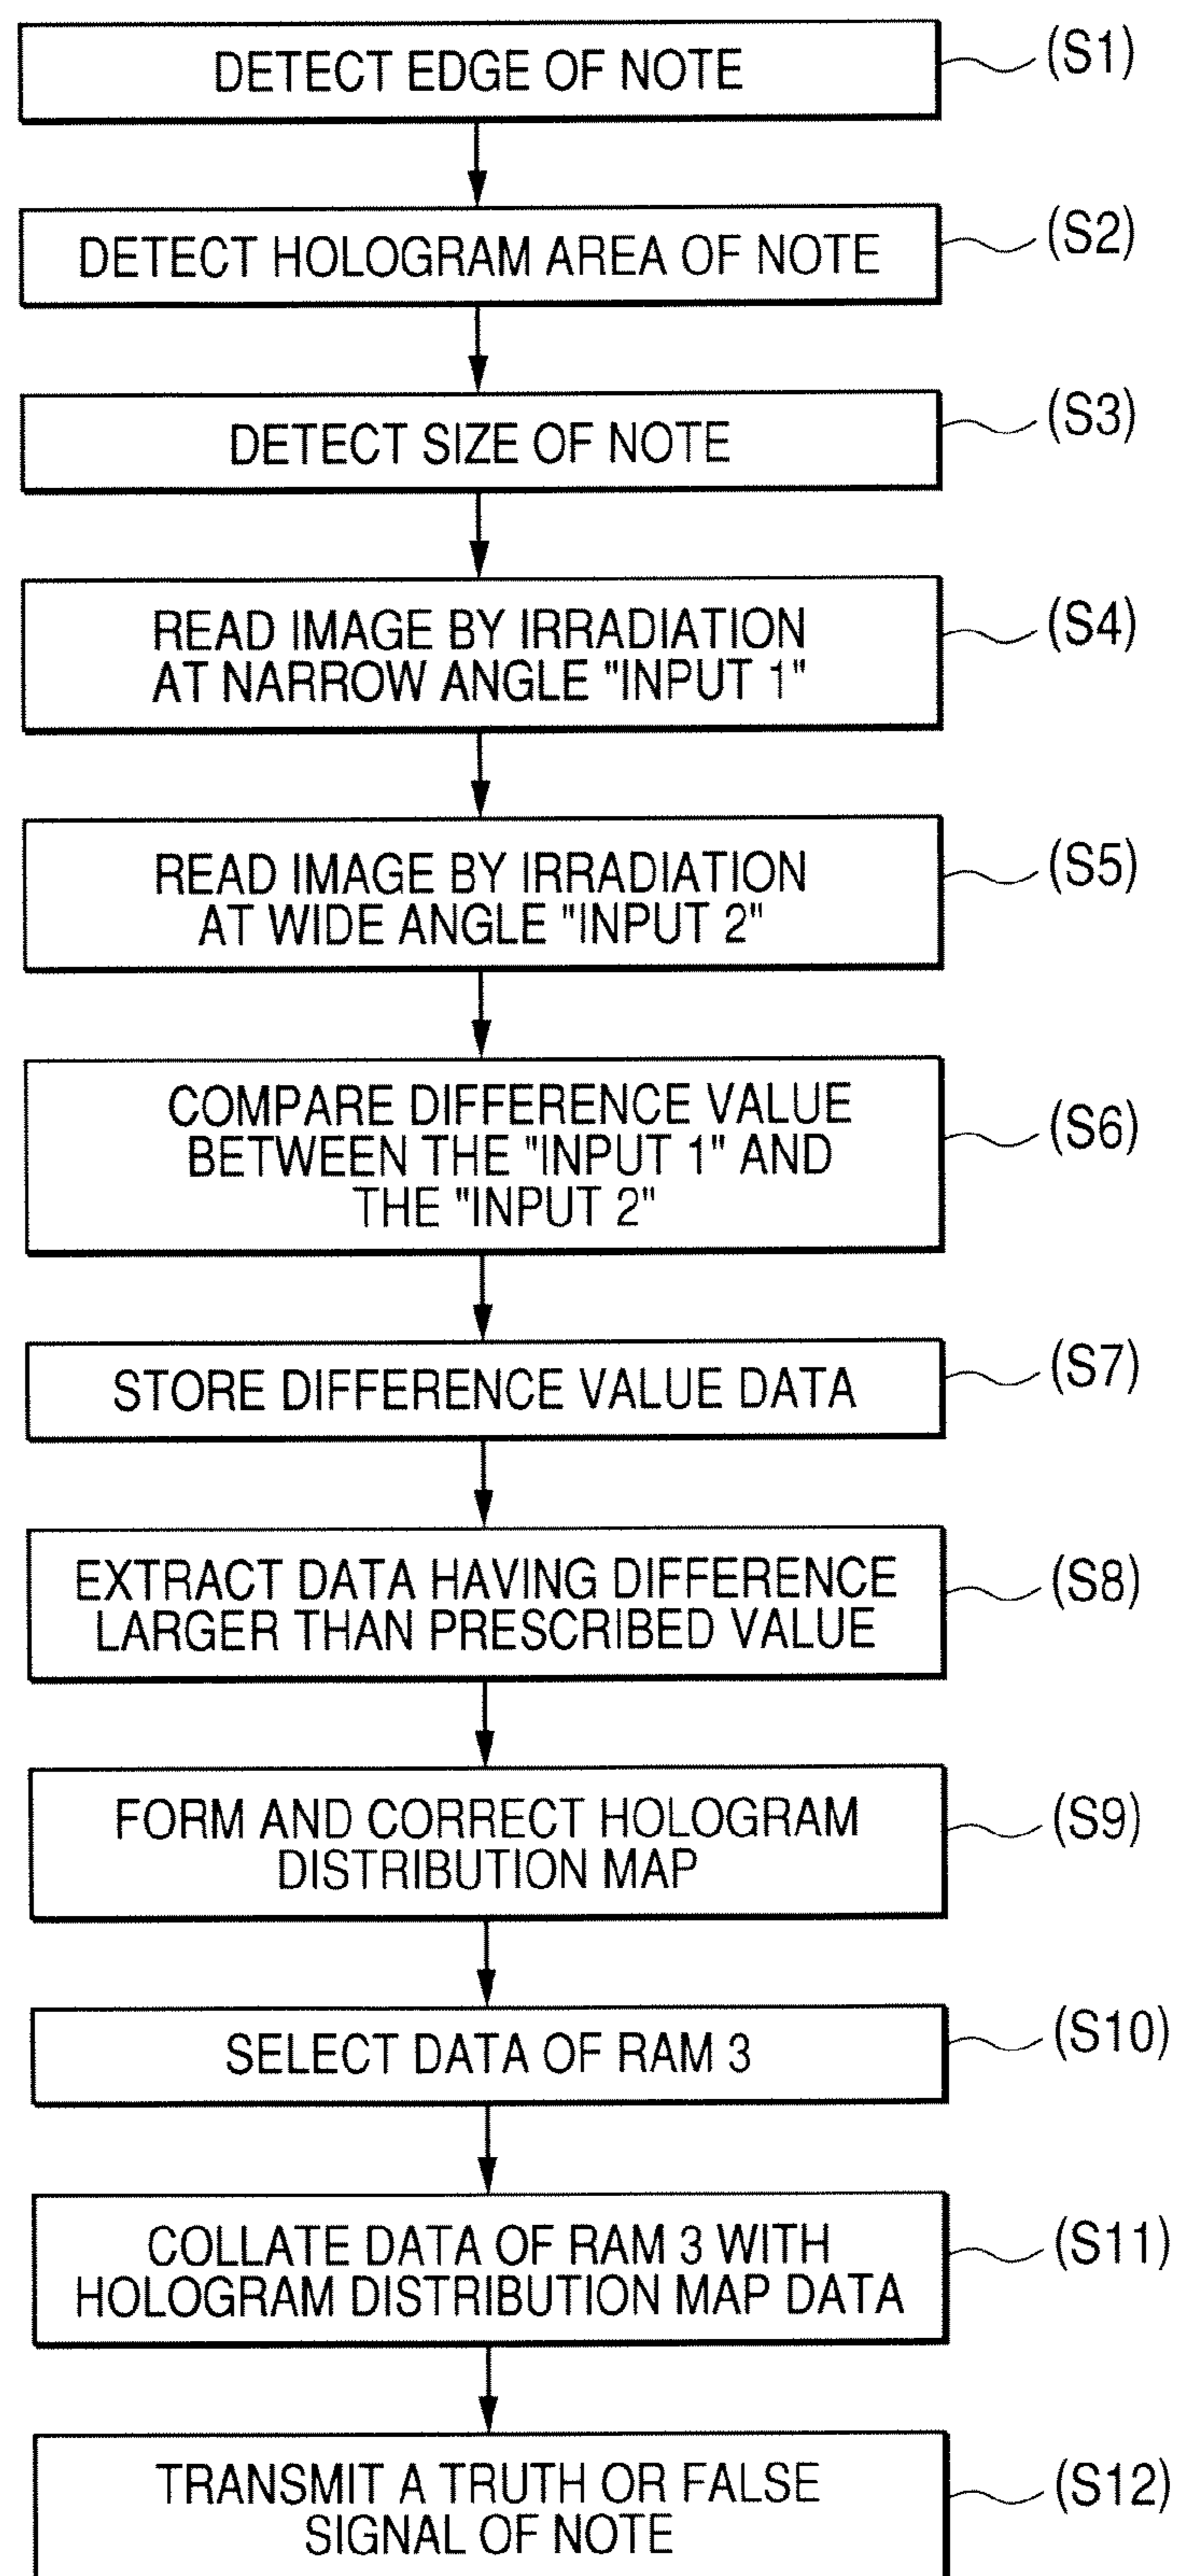 DETECT EDGE OF NOTE
(S1)
DETECT HOLOGRAM AREA OF NOTE
(S2)
DETECT SIZE OF NOTE
(S3)
READ IMAGE BY IRRADIATION
AT NARROW ANGLE "INPUT 1"
(S4)
READ IMAGE BY IRRADIATION
AT WIDE ANGLE "INPUT 2"
(S5)
COMPARE DIFFERENCE VALUE
BETWEEN THE "INPUT 1" AND
THE "INPUT 2"
(S6)
STORE DIFFERENCE VALUE DATA
(S7)
EXTRACT DATA HAVING DIFFERENCE
LARGER THAN PRESCRIBED VALUE
(S8)
FORM AND CORRECT HOLOGRAM
DISTRIBUTION MAP
(S9)
SELECT DATA OF RAM 3
(S10)
COLLATE DATA OF RAM 3 WITH
HOLOGRAM DISTRIBUTION MAP DATA
(S11)
TRANSMIT A TRUTH OR FALSE
SIGNAL OF NOTE
(S12)